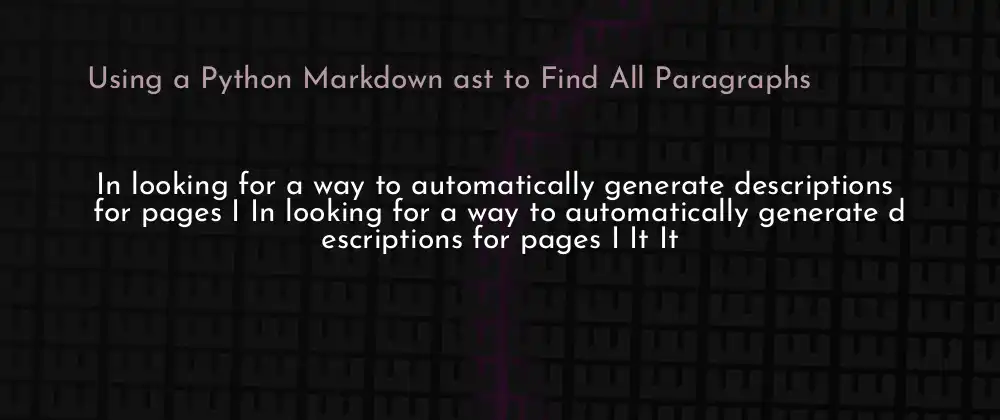 Using a Python Markdown ast to Find All Paragraphs
In looking for a way to automatically generate descriptions
for pages I In looking for a way to automatically generate d
escriptions for pages I It It